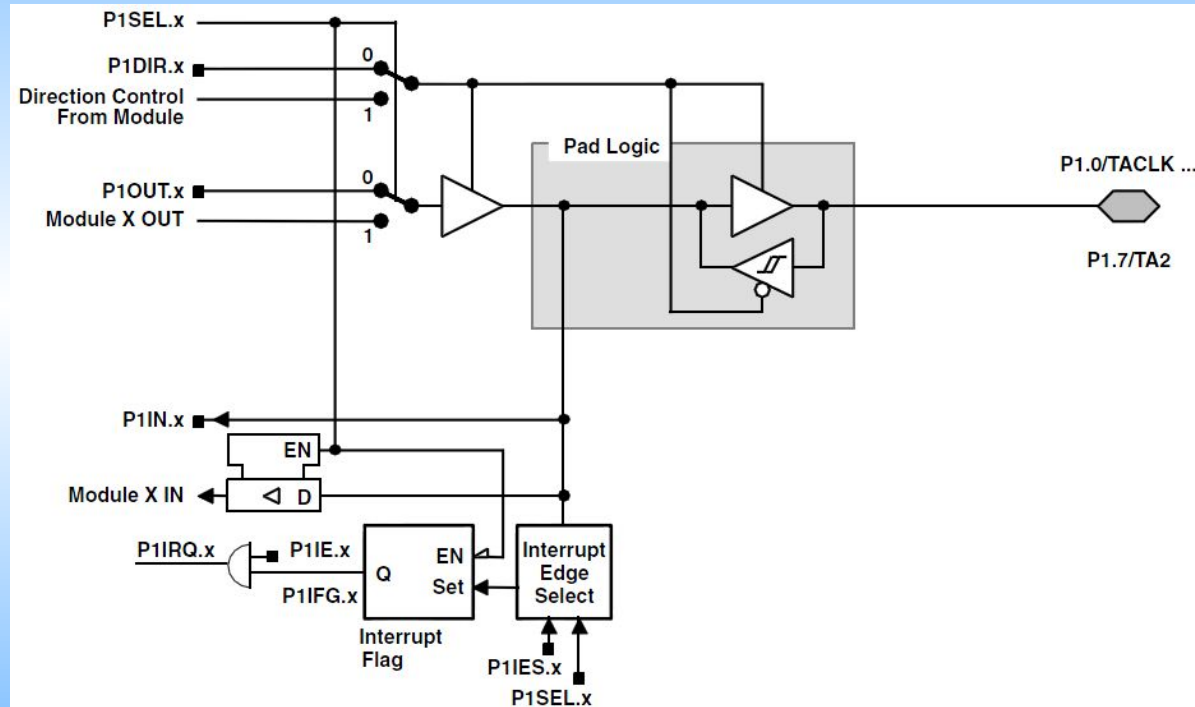 P1SEL.x
0
P1DIR.x
Direction Control
From Module
1
Pad Logic
P1.0/TACLK ...
0
P1OUT.x
Module X OUT
1
P1.7/TA2
P1IN.x
EN
Module X IN
D
P1IRQ.x
P1IE.x
P1IFG.x
Q
EN
Set
Interrupt
Edge
Select
Interrupt
Flag
P1IES.x
P1SEL.x